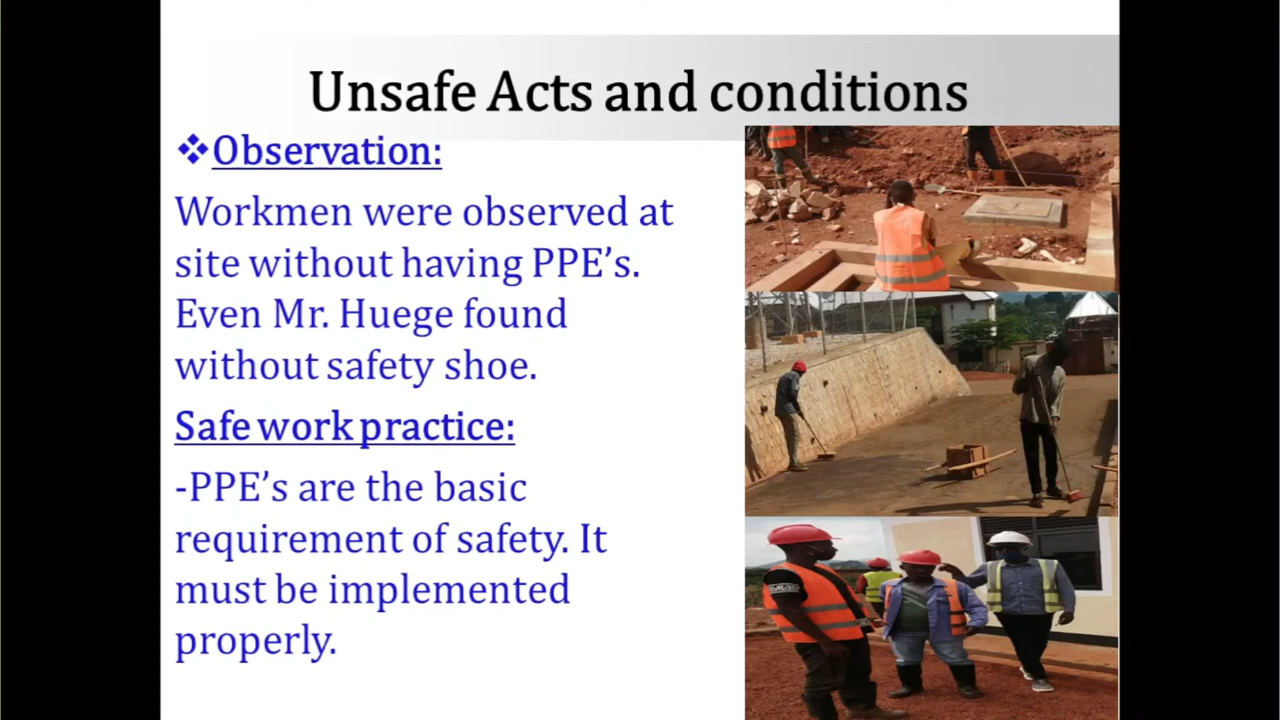 Unsafe Acts and conditions
❖Observation:
Workmen were observed at
site without having PPE’s.
Even Mr. Huege found
without safety shoe.
Safe work practice:
-PPE’s are the basic
requirement of safety. It
must be implemented
properly.